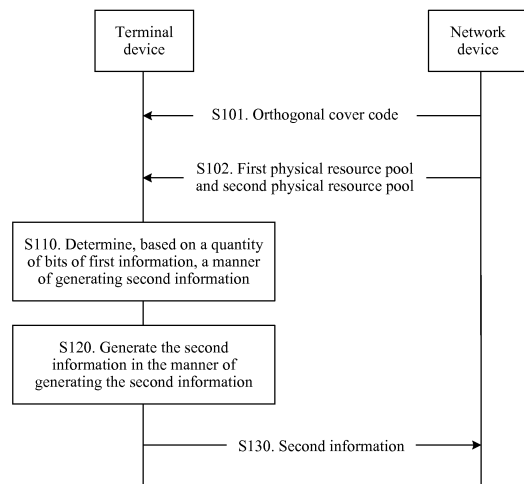 Terminal
device
Network
device
S101. Orthogonal cover code
S102. First physical resource pool
and second physical resource pool
S110. Determine, based on a quantity
of bits of first information, a manner
of generating second information
S120. Generate the second
information in the manner of
generating the second information
S130. Second information